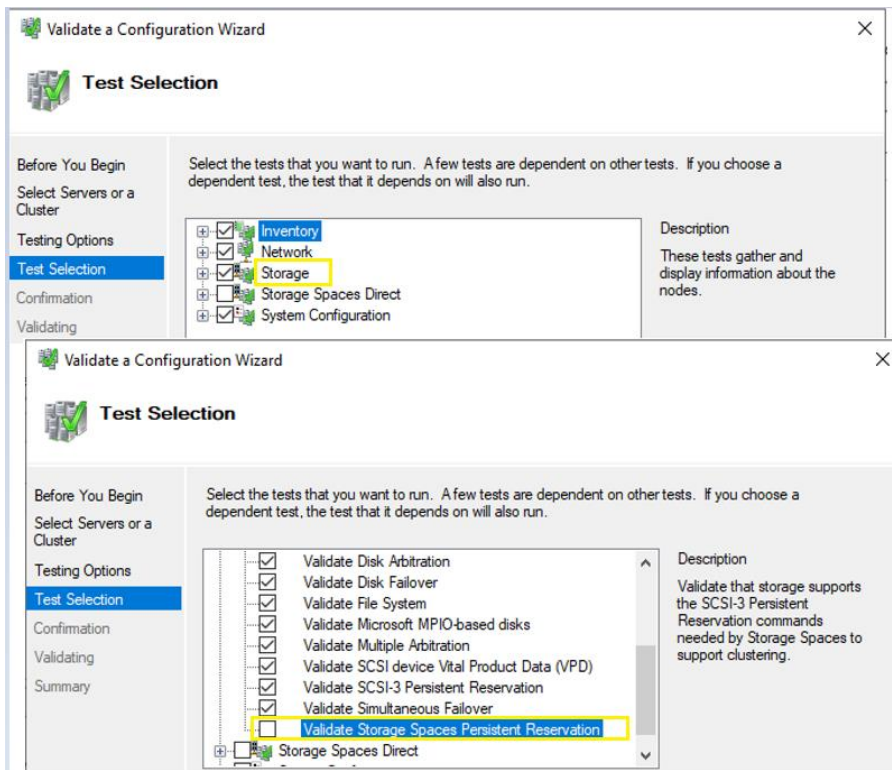 Validate a Configuration Wizard
Test Selection
Before You Begin
Select Servers or a
Cluster
Testing Options
Test Selection
Confirmation
Validating
Select the tests that you want to run. A few tests are dependent on other tests. If you choose a
dependent test, the test that it depends on will also run.
Inventory
Network
Storage
Storage Spaces Direct
System Configuration
Description
These tests gather and
display information about the
nodes.
Validate a Configuration Wizard
Test Selection
Before You Begin
Select Servers or a
Cluster
Testing Options
Test Selection
Confirmation
Validating
Summary
Select the tests that you want to run. A few tests are dependent on other tests. If you choose a
dependent test, the test that it depends on will also run.
Validate Disk Arbitration
Validate Disk Failover
Validate File System
Validate Microsoft MPIO-based disks
Validate Multiple Arbitration
Validate SCSI device Vital Product Data (VPD)
Validate SCSI-3 Persistent Reservation
Validate Simultaneous Failover
Validate Storage Spaces Persistent Reservation
Storage Spaces Direct
Description
Validate that storage supports
the SCSI-3 Persistent
Reservation commands
needed by Storage Spaces to
support clustering.